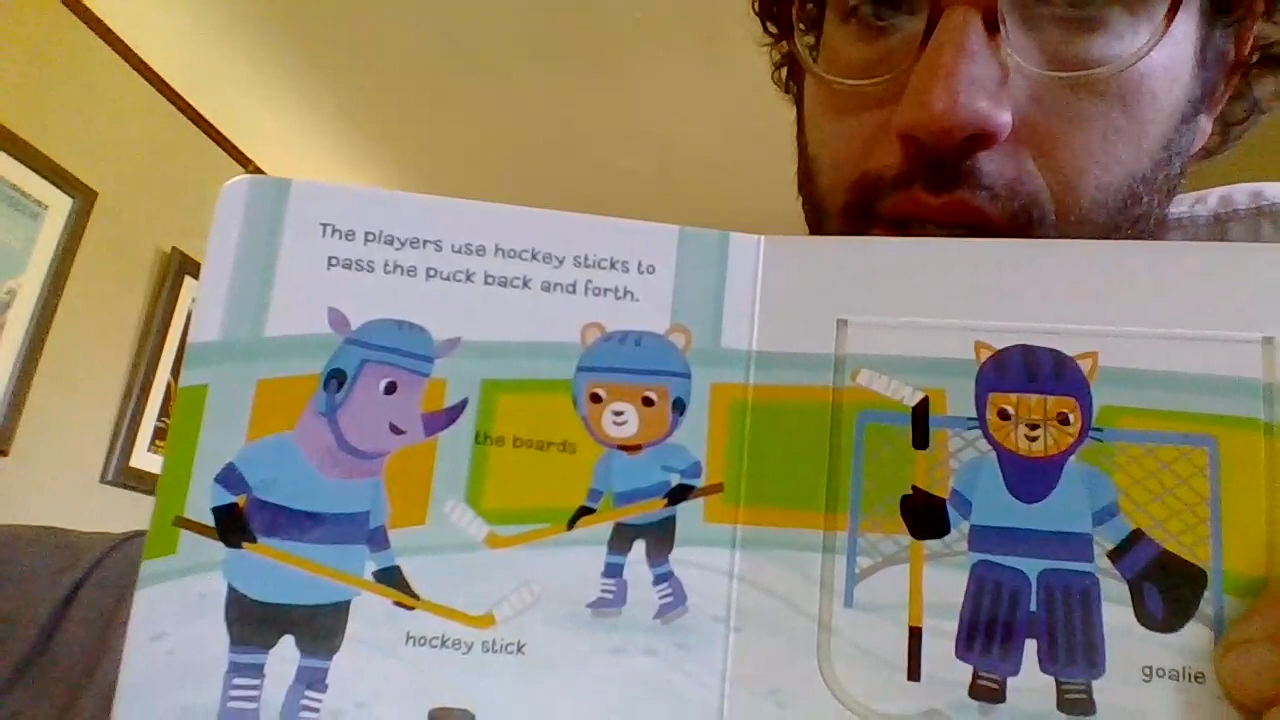 The players use hockey sticks to
pass the puck back and forth.
the boards
hockey stick
goalie